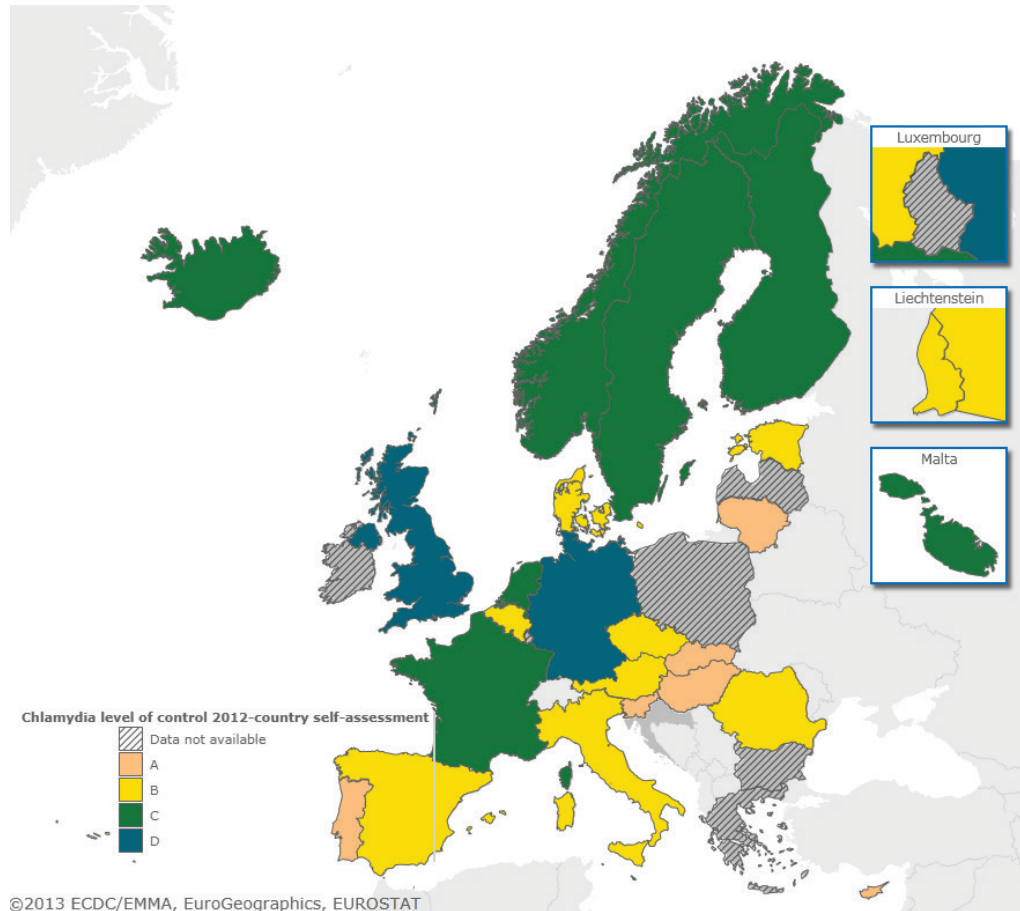 Luxembourg
Liechtenstein
Malta
Chlamydia level of control 2012-country self-assessment
Data not available
A
B
C
D
©2013 ECDC/EMMA, EuroGeographics, EUROSTAT